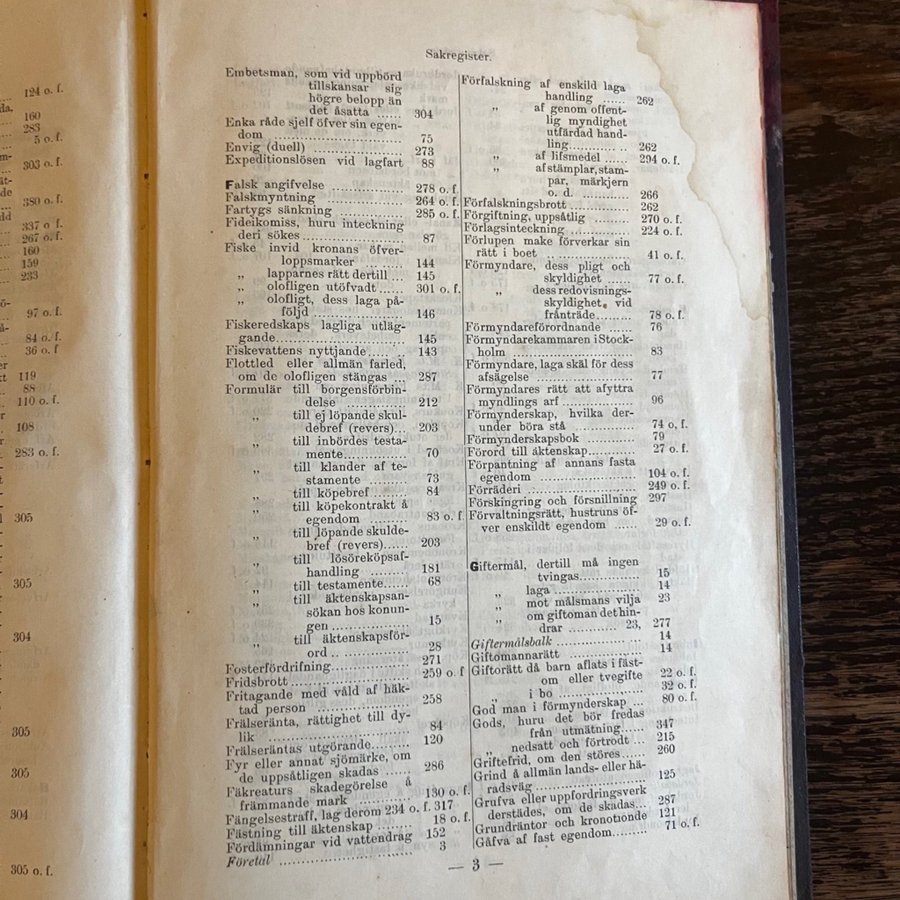 124 o. f.
160
283
5 o. f.
303 o. f.
380 o. f.
337 o f.
267 o. f.
160
159
233
97 o. f.
84 o. f.
36 o. f
119
88
110 o. f.
108
283 o. f.
305
305
304
305
305
304
305 o. f.
Sakregister.
Embetsman, som vid uppbörd
tillskansar sig
högre belopp än
det åsatta ...... 304
Enka råde sjelf öfver sin egen-
dom ........................ 75
Envig (duell) .................. 273
Expeditionslösen vid lagfart 88
Falsk angifvelse ............... 278 o. f.
Falskmyntning .................. 264 o. f.
Fartygs sänkning ............... 285 o. f.
Fideikomiss, huru inteckning
deri sökes ..................... 87
Fiske invid kronans öfver-
loppsmarker ......... 144
„ lapparnes rätt dertill ... 145
„ olofligen utöfvadt ...... 301 o. f.
„ olofligt, dess laga på-
följd .................. 146
Fiskeredskaps lagliga utläg-
gande ........................ 145
Fiskevattens nyttjande ......... 143
Flottled eller allmän farled,
om de olofligen stängas ... 287
Formulär till borgensförbin-
delse ............... 212
„ till ej löpande skul-
debref (revers)... 203
„ till inbördes testa-
mente............... 70
„ till klander af te-
stamente ......... 73
„ till köpebref ......... 84
„ till köpekontrakt å
egendom ......... 83 o. f.
„ till löpande skulde-
bref (revers)...... 203
„ till lösöreköpsaf-
handling ......... 181
„ till testamente...... 68
„ till äktenskapsan-
sökan hos konun-
gen .................. 15
„ till äktenskapsför-
ord .................. 28
Fosterfördrifning............... 271
Fridsbrott ..................... 259 o. f
Fritagande med våld af häk-
tad person .................. 258
Frälseränta, rättighet till dy-
lik ........................ 84
Frälseräntas utgörande......... 120
Fyr eller annat sjömärke, om
de uppsåtligen skadas ...... 286
Fäkreaturs skadegörelse å
främmande mark ......... 130 o. f.
Fängelsestraff, lag derom 234 o. f. 317
Fästning till äktenskap ......... 18 o. f.
Fördämningar vid vattendrag 152
Företal ........................ 3
Förfalskning af enskild laga
handling ...... 262
„ af genom offent-
lig myndighet
utfärdad hand-
ling............ 262
„ af lifsmedel ...... 294 o. f.
„ af stämplar, stam-
par, märkjern
o. d. ............ 266
Förfalskningsbrott ............ 262
Förgiftning, uppsåtlig ......... 270 o. f.
Förlagsinteckning ............ 224 o. f.
Förlupen make förverkar sin
rätt i boet .................. 41 o. f.
Förmyndare, dess pligt och
skyldighet ...... 77 o. f.
„ dess redovisnings-
skyldighet vid
frånträde......... 78 o. f.
Förmyndareförordnande ...... 76
Förmyndarekammaren i Stock-
holm 83
Förmyndare, laga skäl för dess
afsägelse ..................... 77
Förmyndares rätt att afyttra
myndlings arf ............... 96
Förmynderskap, hvilka der-
under böra stå ............ 74 o, f.
Förmynderskapsbok ............ 79
Förord till äktenskap............ 27 o. f.
Förpantning af annans fasta
egendom ..................... 104 o. f.
Förräderi ........................ 249 o. f.
Förskingring och försnillning 297
Förvaltningsrätt, hustruns öf-
ver enskildt egendom ...... 29 o. f.
Giftermål, dertill må ingen
tvingas............... 15
„ laga .................. 14
„ mot målsmans vilja 23
„ om giftoman det hin-
drar ............ 23, 277
Giftermålsbalk .................. 14
Giftomannarätt .................. 14
Giftorätt då barn aflats i fäst-
om eller tvegifte 22 o. f.
„ i bo ..................... 32 o. f.
God man i förmynderskap ... 80 o. f.
Gods, huru det bör fredas
från utmätning...... 347
„ nedsatt och förtrodt ... 215
Griftefrid, om den störes...... 260
Grind å allmän lands- eller hä-
radsväg ..................... 125
Grufva eller uppfordringsverk
derstädes, om de skadas... 287
Grundräntor och kronotionde 121
Gåfva af fast egendom......... 71 o. f.
— 3 —